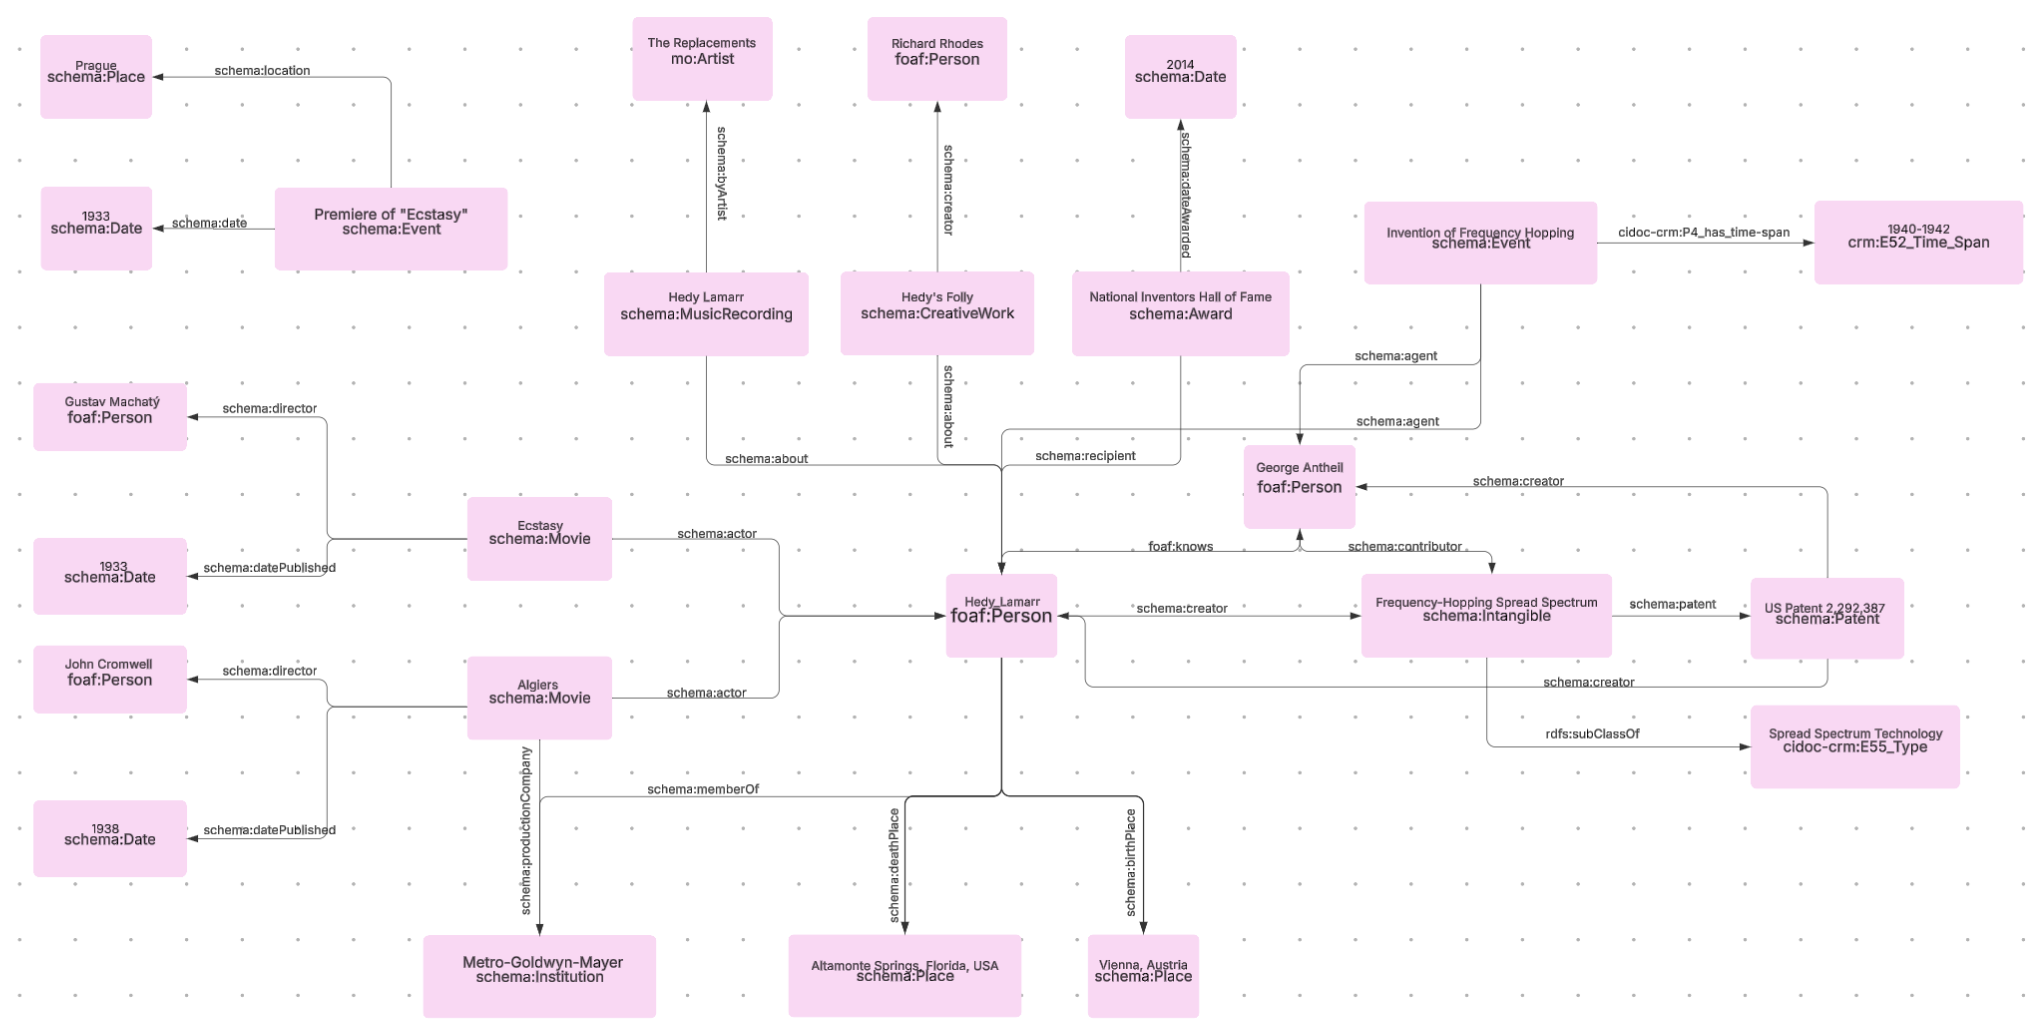 The Replacements
mo:Artist
Richard Rhodes
foaf:Person
2014
schema:Date
Prague
schema:Place
schema:location
schema:byArtist
schema:creator
schema:dateAwarded
1933
schema:Date
schema:date
Premiere of "Ecstasy"
schema:Event
Invention of Frequency Hopping
schema:Event
cidoc-crm:P4_has_time-span
1940-1942
crm:E52_Time_Span
Hedy Lamarr
schema:MusicRecording
Hedy's Folly
schema:CreativeWork
National Inventors Hall of Fame
schema:Award
schema:agent
schema:agent
Gustav Machatý
foaf:Person
schema:director
schema:about
schema:about
schema:recipient
George Antheil
foaf:Person
schema:creator
Ecstasy
schema:Movie
schema:actor
foaf:knows
schema:contributor
1933
schema:Date
schema:datePublished
Hedy Lamarr
foaf:Person
schema:creator
Frequency-Hopping Spread Spectrum
schema:Intangible
schema:patent
US Patent 2,292,387
schema:Patent
John Cromwell
foaf:Person
schema:director
Algiers
schema:Movie
schema:actor
schema:creator
rdfs:subClassOf
Spread Spectrum Technology
cidoc-crm:E55_Type
1938
schema:Date
schema:datePublished
schema:productionCompany
schema:memberOf
schema:deathPlace
schema:birthPlace
Metro-Goldwyn-Mayer
schema:Institution
Altamonte Springs, Florida, USA
schema:Place
Vienna, Austria
schema:Place